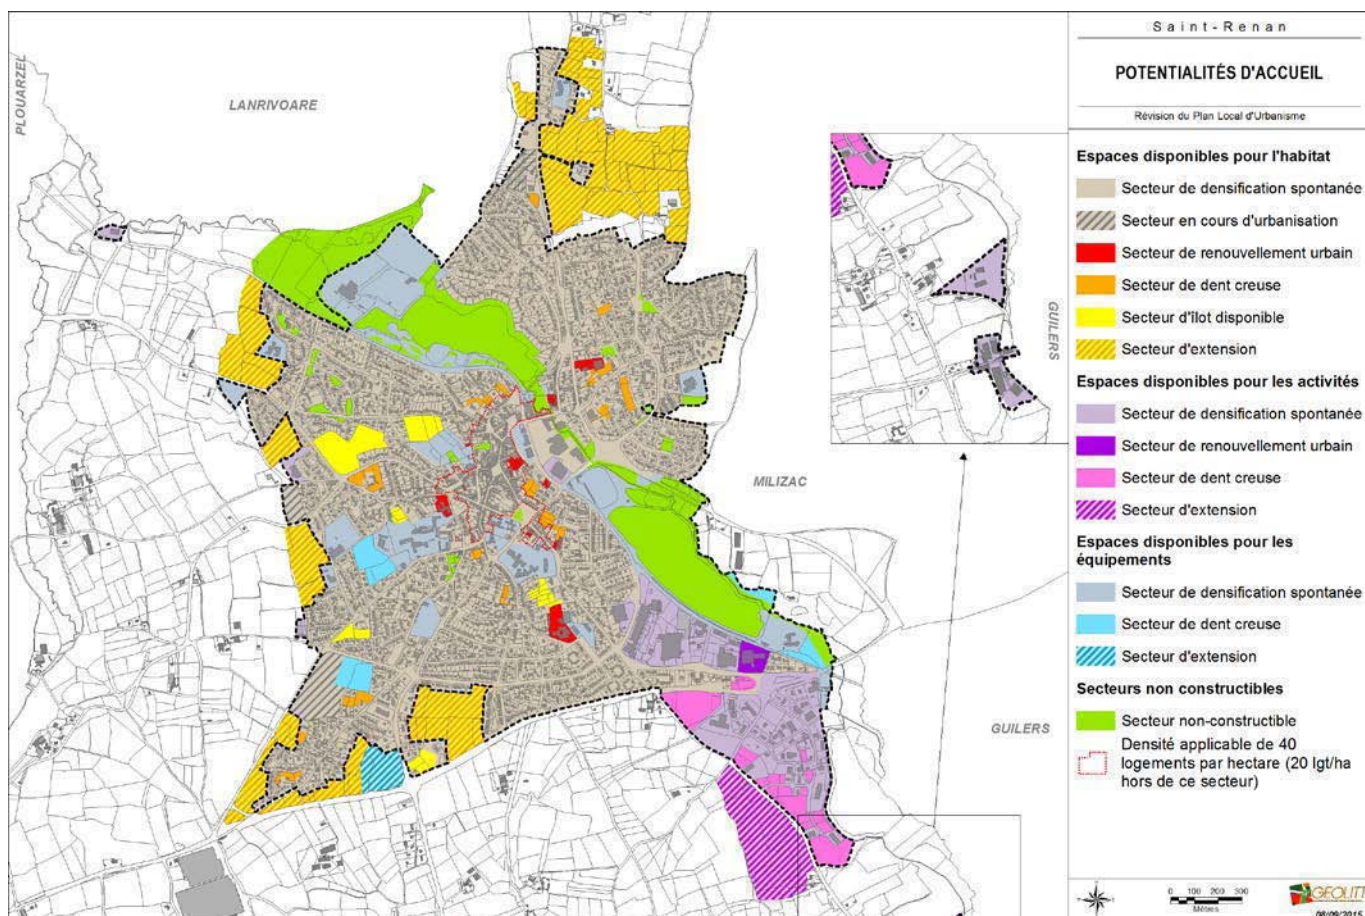 Saint-Renan
POTENTIALITÉS D'ACCUEIL
Révision du Plan Local d'Urbanisme
Espaces disponibles pour l'habitat
Secteur de densification spontanée
Secteur en cours d'urbanisation
Secteur de renouvellement urbain
Secteur de dent creuse
Secteur d'îlot disponible
Secteur d'extension
Espaces disponibles pour les activités
Secteur de densification spontanée
Secteur de renouvellement urbain
Secteur de dent creuse
Secteur d'extension
Espaces disponibles pour les
équipements
Secteur de densification spontanée
Secteur de dent creuse
Secteur d'extension
Secteurs non constructibles
Secteur non-constructible
Densité applicable de 40
logements par hectare (20 lgt/ha
hors de ce secteur)
0 100 200 300
Mètres
GEOLITT
08/09/2015
PLOUARZEL
LANRIVOARE
MILIZAC
GUILERS
GUILERS